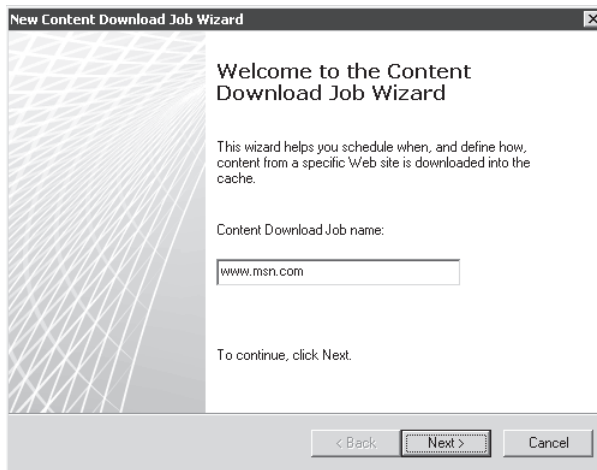 New Content Download Job Wizard
Welcome to the Content
Download Job Wizard
This wizard helps you schedule when, and define how,
content from a specific Web site is downloaded into the
cache.
Content Download Job name:
www.msn.com
To continue, click Next.
< Back
Next >
Cancel